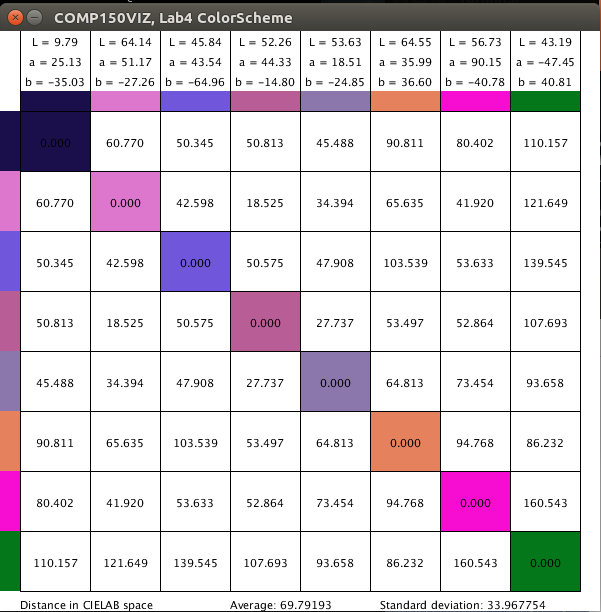 COMP150VIZ, Lab4 ColorScheme
L = 9.79 L = 64.14 L = 45.84 L = 52.26 L = 53.63 L = 64.55 L = 56.73 L = 43.19
a = 25.13 a = 51.17 a = 43.54 a = 44.33 a = 18.51 a = 35.99 a = 90.15 a = -47.45
b = -35.03 b = -27.26 b = -64.96 b = -14.80 b = -24.85 b = 36.60 b = -40.78 b = 40.81
0.000 60.770 50.345 50.813 45.488 90.811 80.402 110.157
60.770 0.000 42.598 18.525 34.394 65.635 41.920 121.649
50.345 42.598 0.000 50.575 47.908 103.539 53.633 139.545
50.813 18.525 50.575 0.000 27.737 53.497 52.864 107.693
45.488 34.394 47.908 27.737 0.000 64.813 73.454 93.658
90.811 65.635 103.539 53.497 64.813 0.000 94.768 86.232
80.402 41.920 53.633 52.864 73.454 94.768 0.000 160.543
110.157 121.649 139.545 107.693 93.658 86.232 160.543 0.000
Distance in CIELAB space Average: 69.79193 Standard deviation: 33.967754